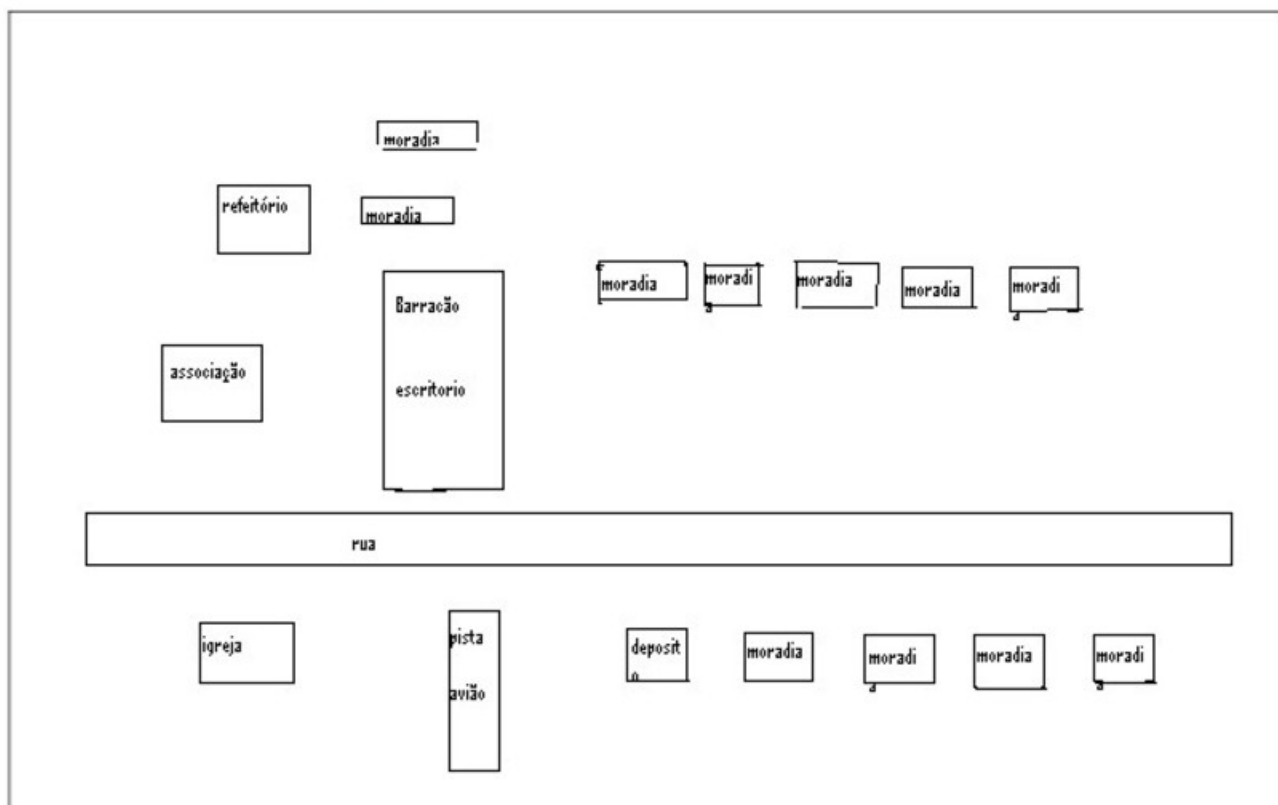 moradia
refeitório
moradia
moradia
moradi
a
moradia
moradia
moradi
a
Barracão
escritorio
associação
rua
igreja
pista
avião
deposit
o
moradia
moradi
a
moradia
moradi
a